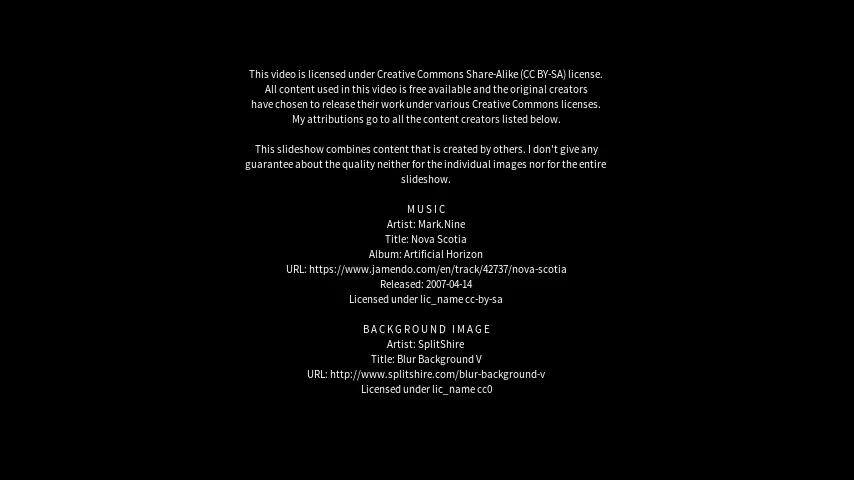 This video is licensed under Creative Commons Share-Alike (CC BY-SA) license.
All content used in this video is free available and the original creators
have chosen to release their work under various Creative Commons licenses.
My attributions go to all the content creators listed below.
This slideshow combines content that is created by others. I don't give any
guarantee about the quality neither for the individual images nor for the entire
slideshow.
MUSIC
Artist: Mark.Nine
Title: Nova Scotia
Album: Artificial Horizon
URL: https://www.jamendo.com/en/track/42737/nova-scotia
Released: 2007-04-14
Licensed under lic_name cc-by-sa
BACKGROUND IMAGE
Artist: SplitShire
Title: Blur Background V
URL: http://www.splitshire.com/blur-background-v
Licensed under lic_name cc0